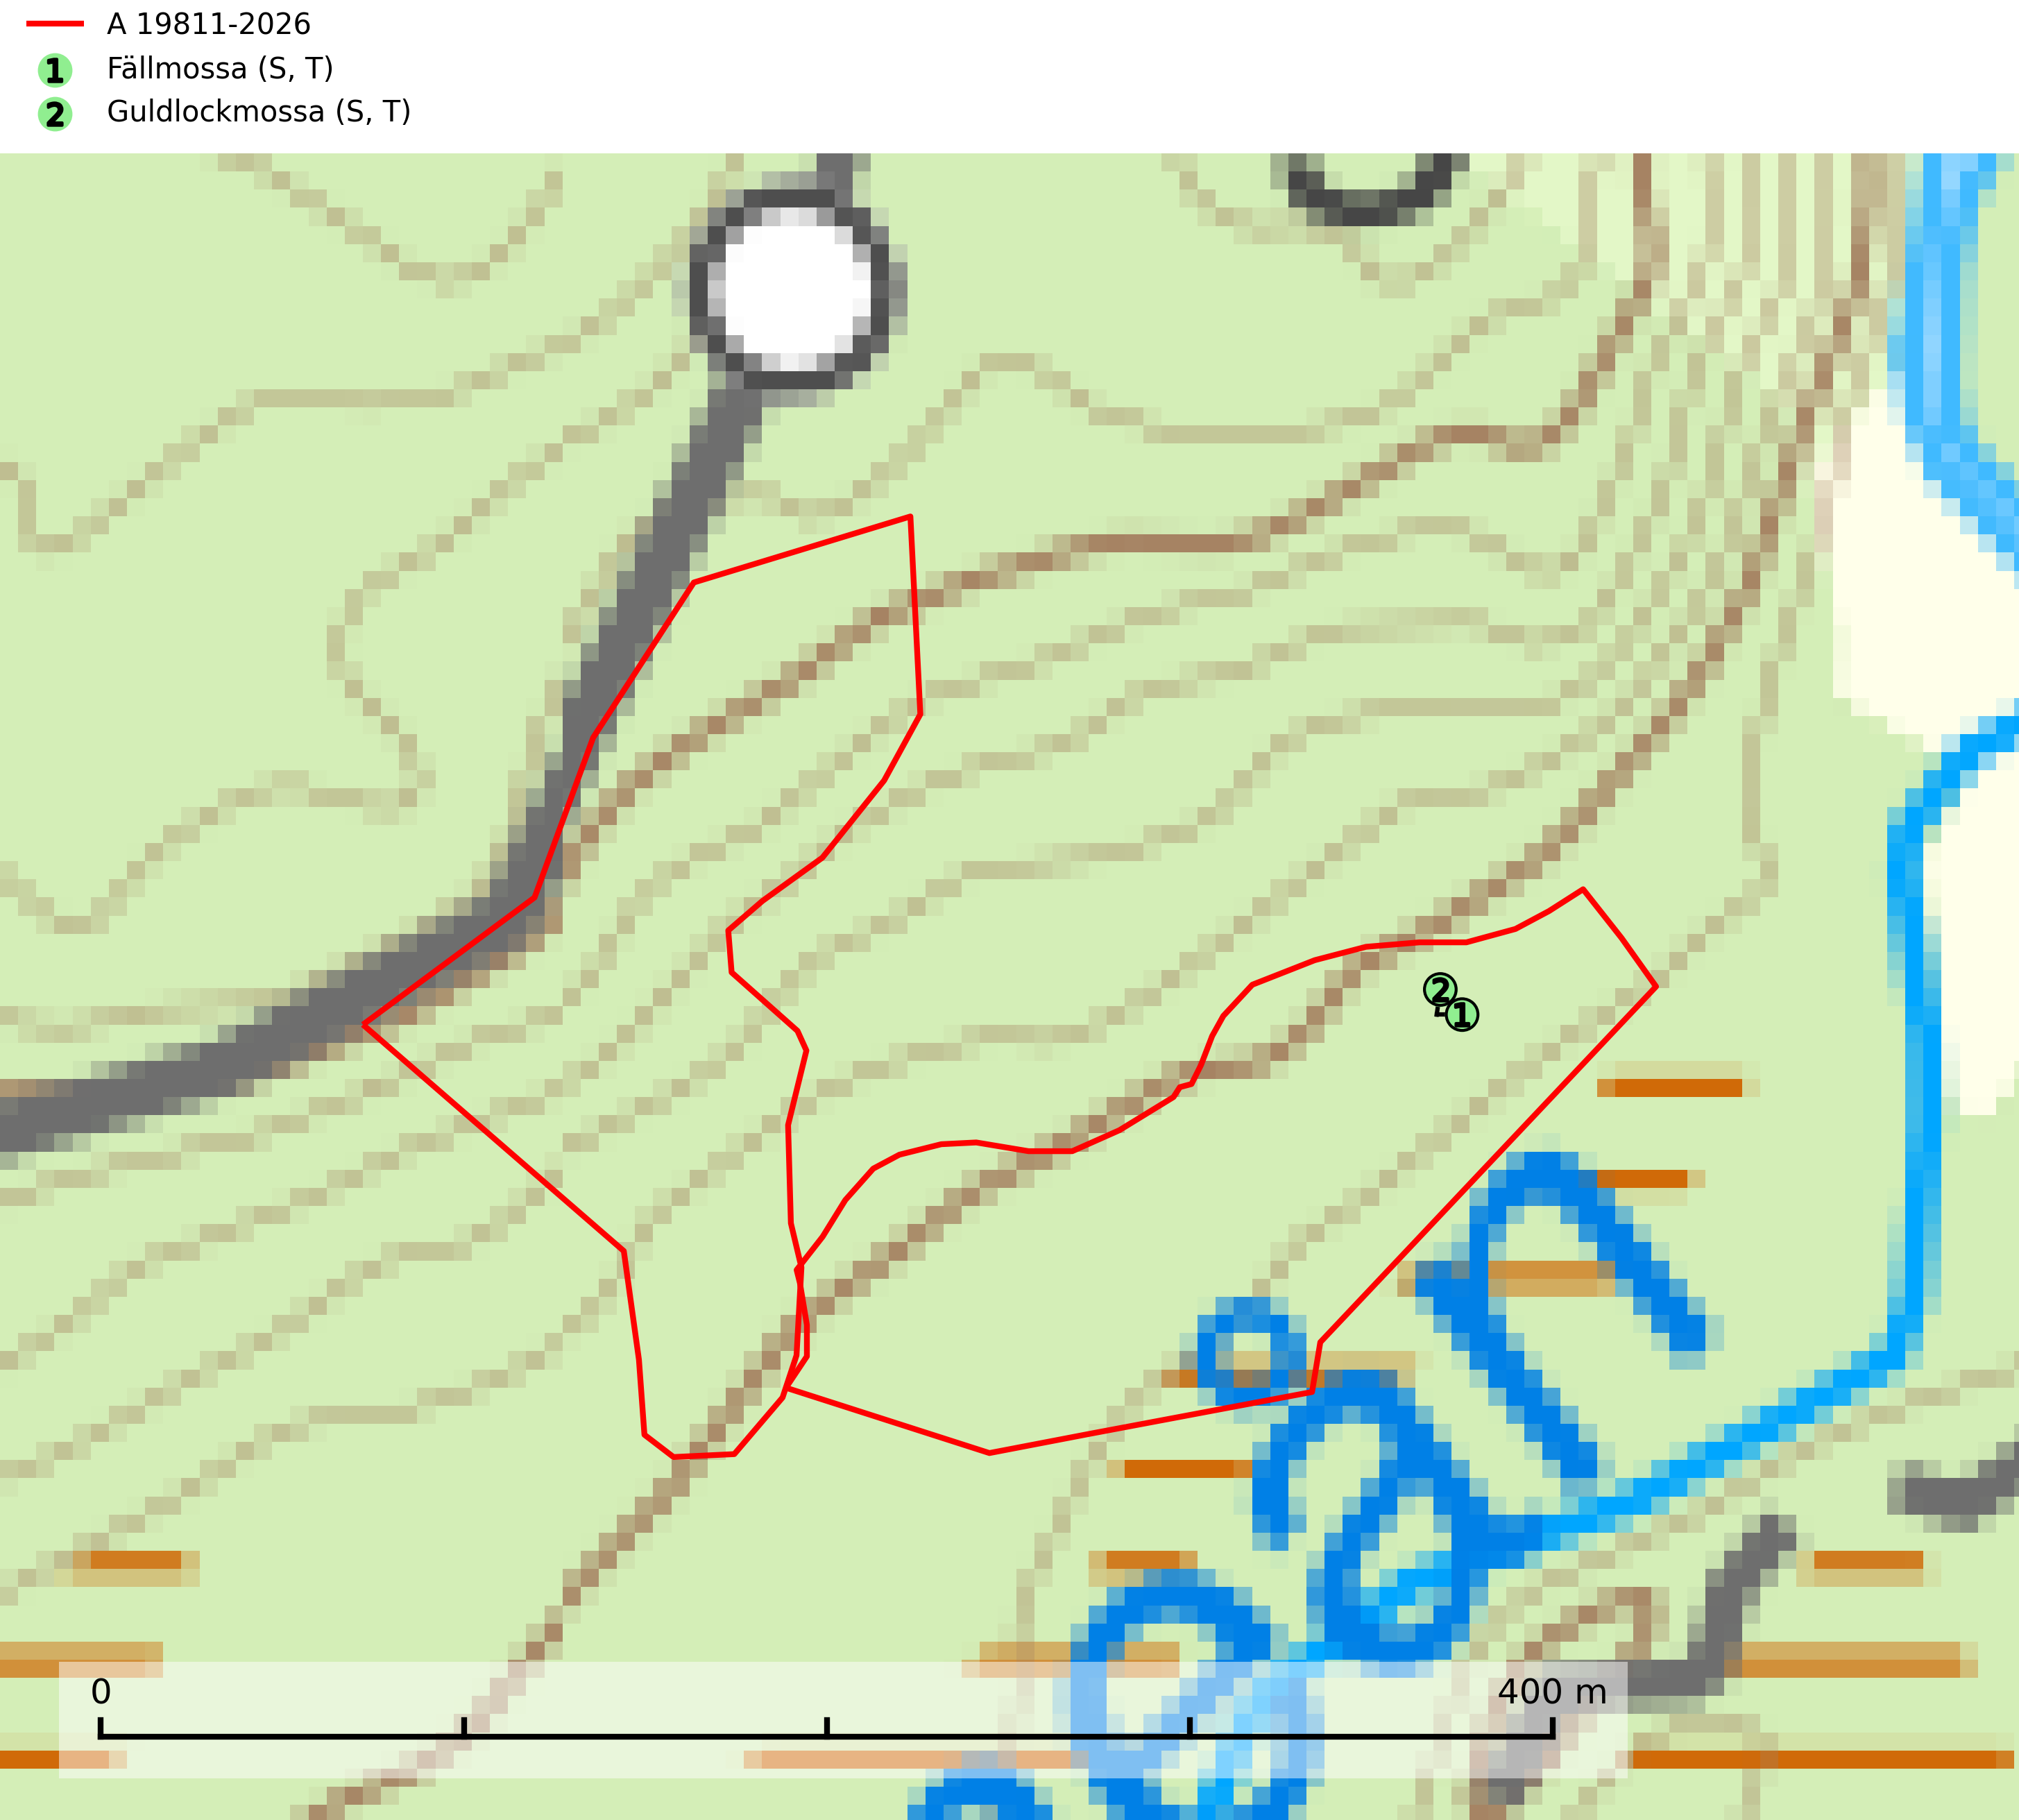 A 19811-2026
1 Fällmossa (S, T)
2 Guldlockmossa (S, T)
2
1
0 400 m